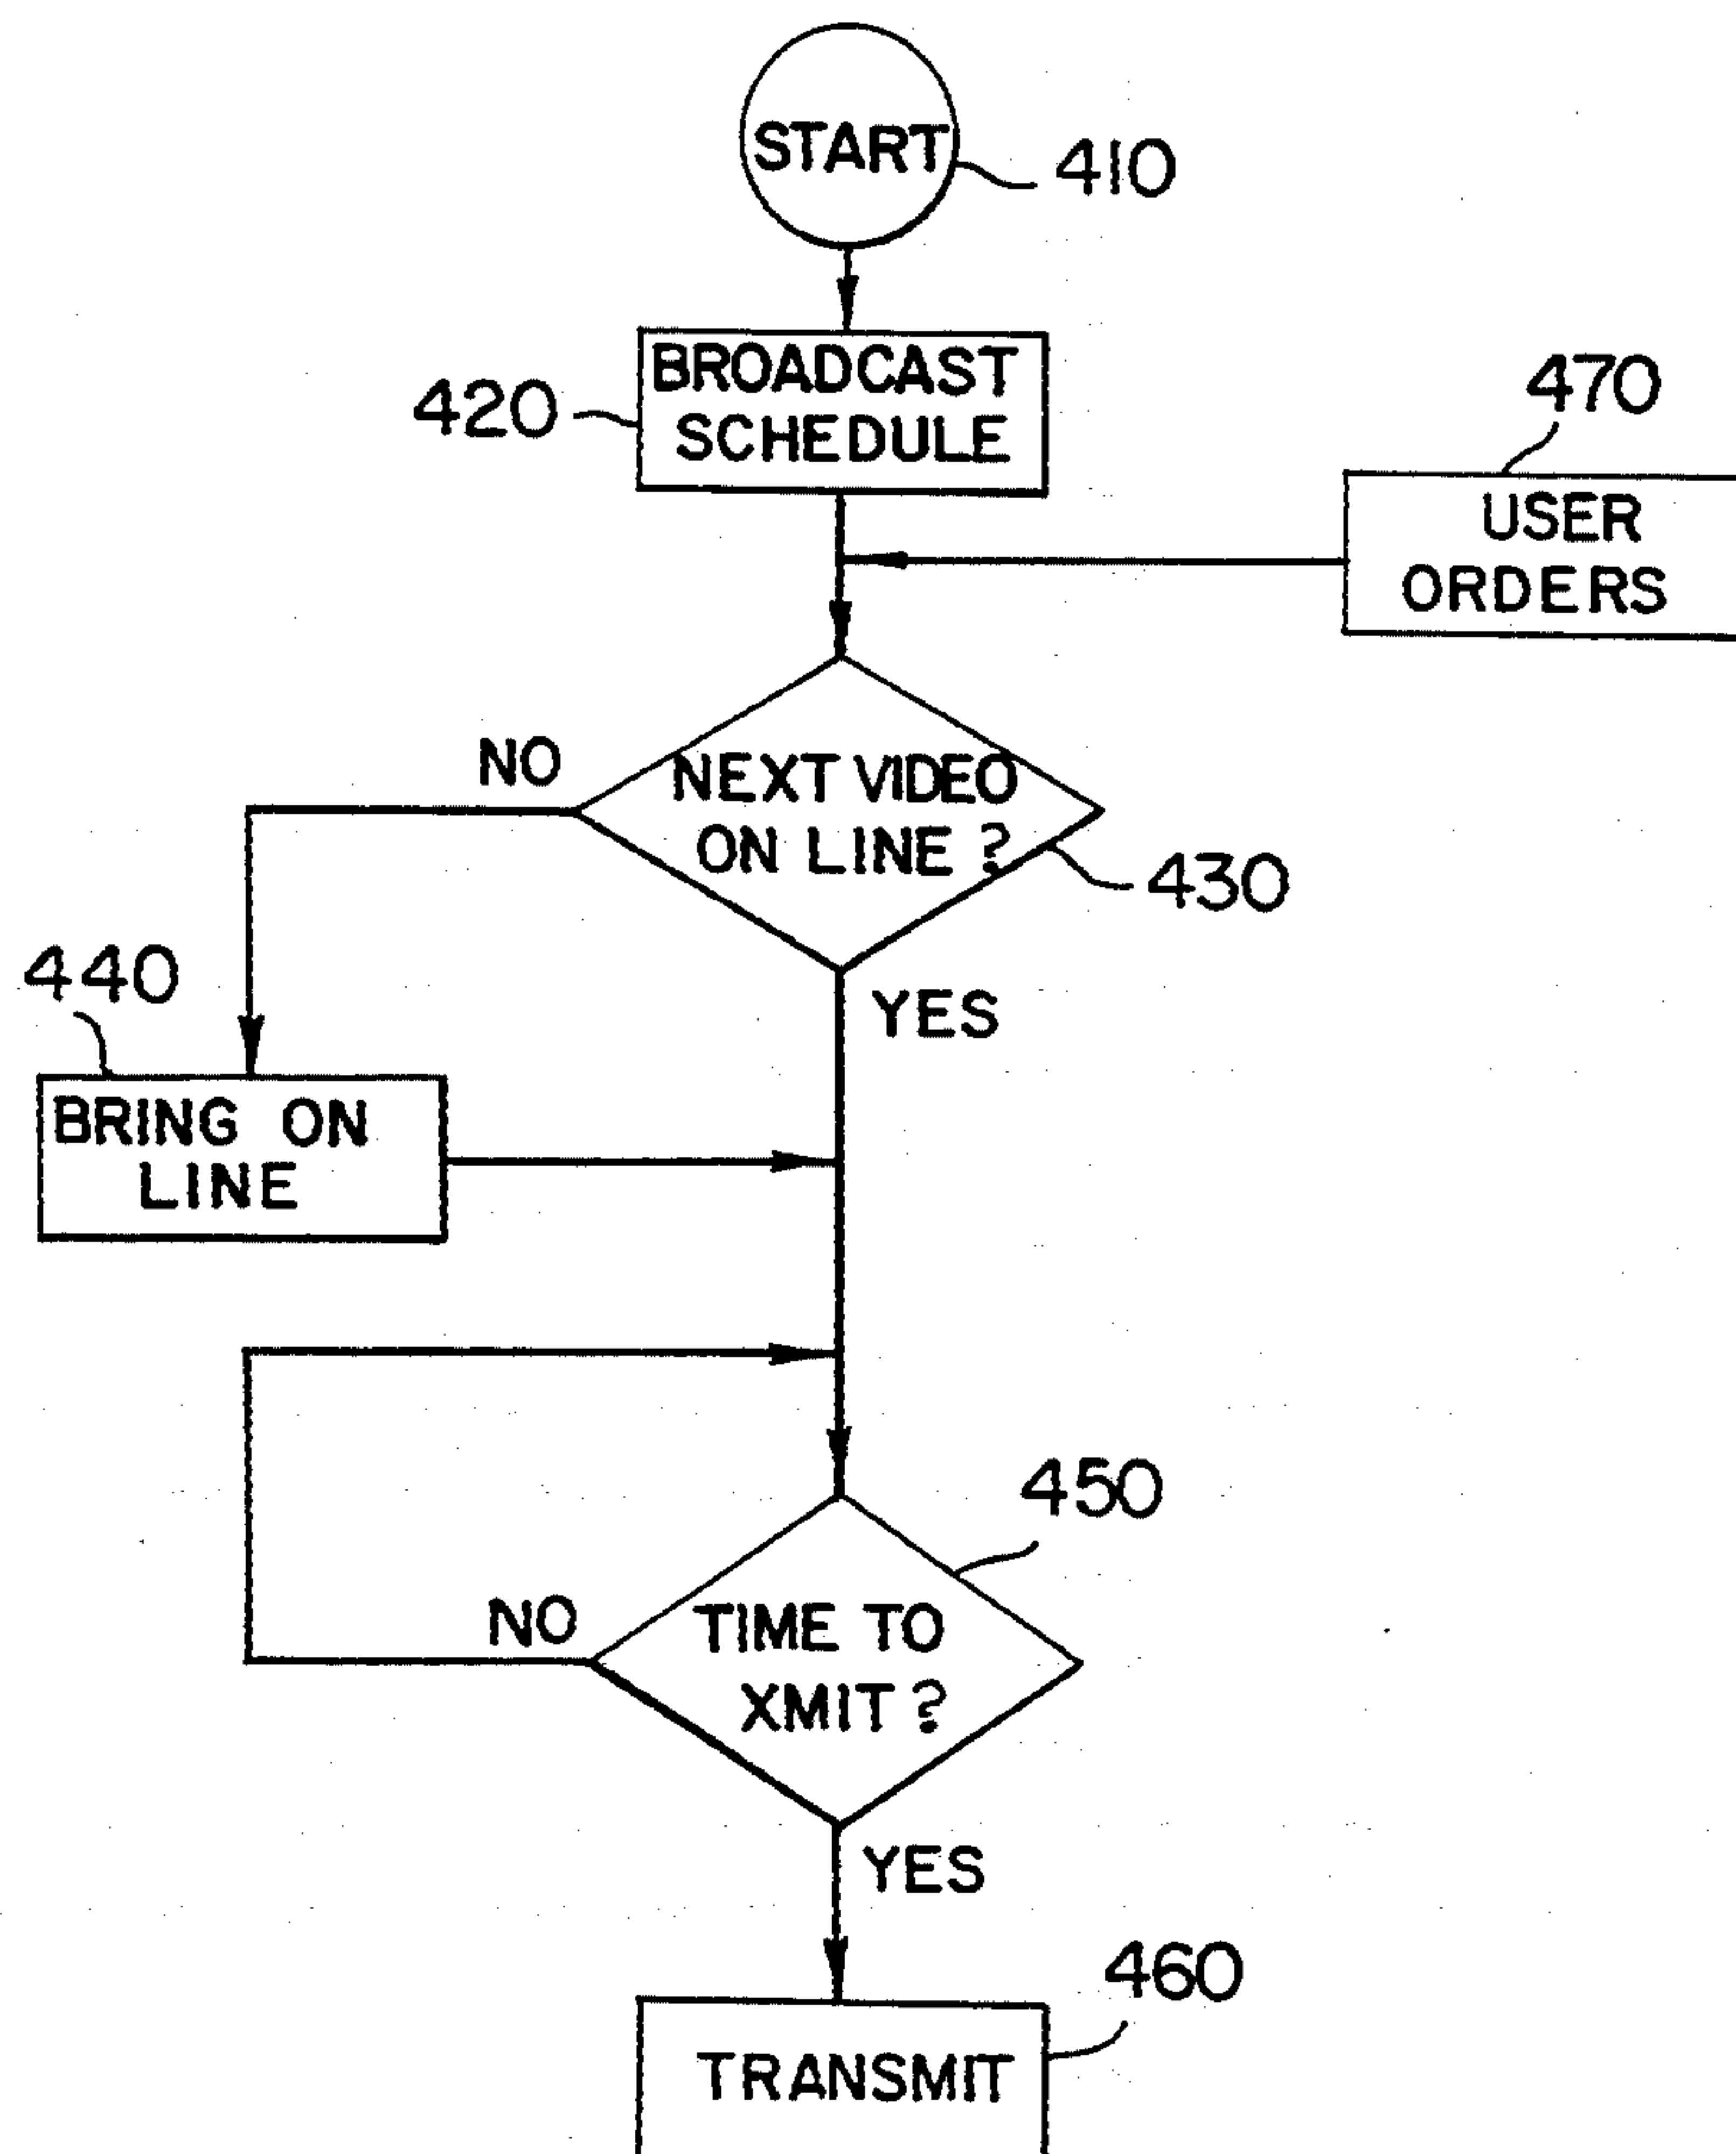 START
410
BROADCAST
SCHEDULE
420
470
USER
ORDERS
NO
NEXT VIDEO
ON LINE ?
430
440
YES
BRING ON
LINE
450
NO
TIME TO
XMIT ?
YES
460
TRANSMIT